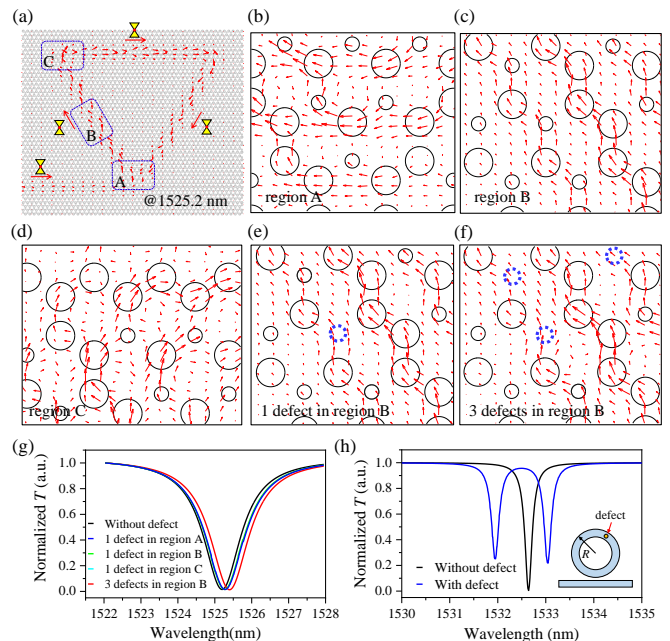 (a)
C
B
A
@1525.2 nm
(b)
region A
(c)
region B
(d)
region C
(e)
1 defect in region B
(f)
3 defects in region B
(g)
Normalized T (a.u.)
1.0
0.8
0.6
0.4
0.2
0.0
Without defect
1 defect in region A
1 defect in region B
1 defect in region C
3 defects in region B
1522 1523 1524 1525 1526 1527 1528
Wavelength(nm)
(h)
Normalized T (a.u.)
1.0
0.8
0.6
0.4
0.2
0.0
Without defect
With defect
defect
R
1530 1531 1532 1533 1534 1535
Wavelength (nm)